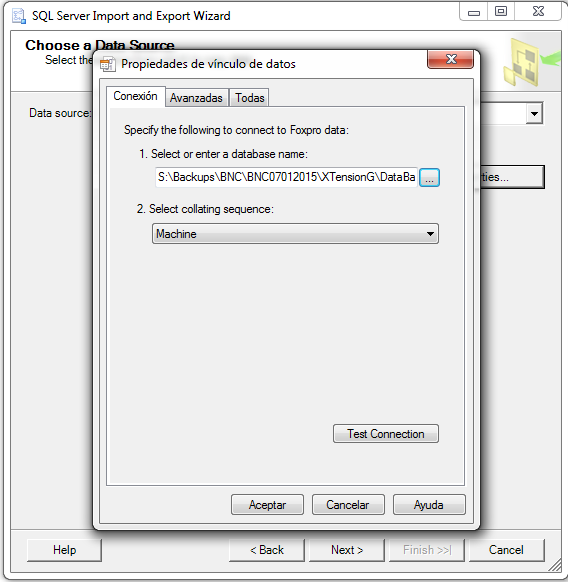 SQL Server Import and Export Wizard
Choose a Data Source
Select the
Propiedades de vínculo de datos
Conexión
Avanzadas
Todas
Data source:
Specify the following to connect to Foxpro data:
1. Select or enter a database name:
S:\Backups\BNC\BNC07012015\XTensionG\DataBa
...
ties...
2. Select collating sequence:
Machine
Test Connection
Aceptar
Cancelar
Ayuda
Help
< Back
Next >
Finish >>|
Cancel